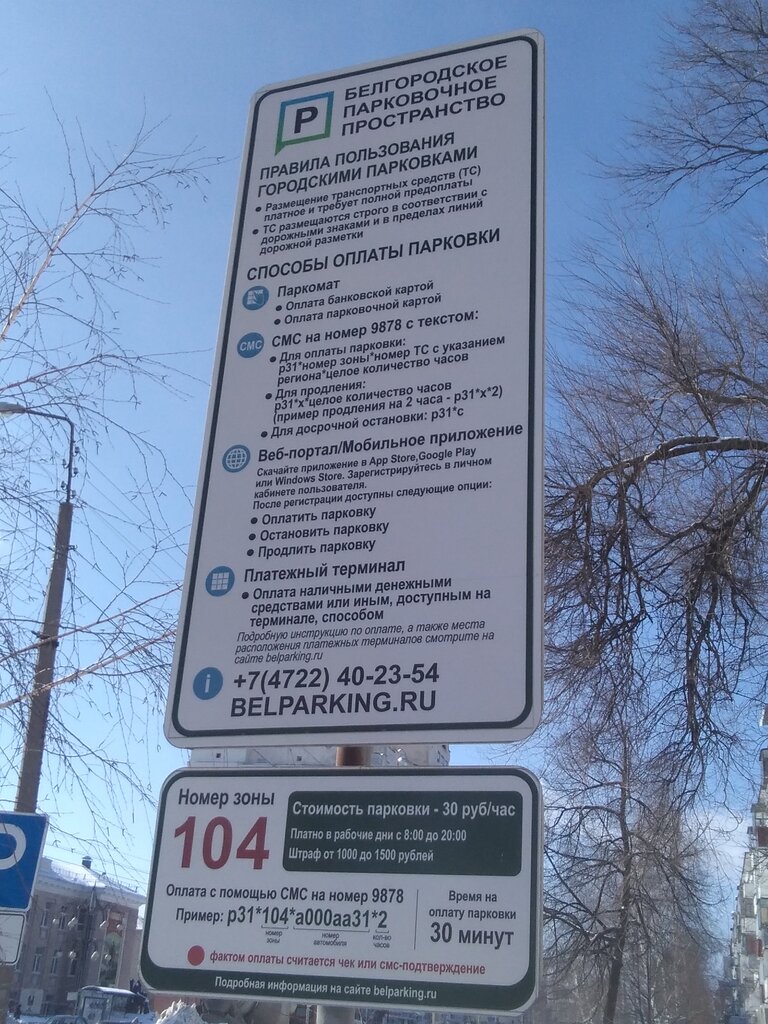 P
БЕЛГОРОДСКОЕ
ПАРКОВОЧНОЕ
ПРОСТРАНСТВО
ПРАВИЛА ПОЛЬЗОВАНИЯ
ГОРОДСКИМИ ПАРКОВКАМИ
• Размещение транспортных средств (ТС)
платное и требует полной предоплаты
• ТС размещаются строго в соответствии с
дорожными знаками и в пределах линий
дорожной разметки
СПОСОБЫ ОПЛАТЫ ПАРКОВКИ
Паркомат
• Оплата банковской картой
• Оплата парковочной картой
СМС
СМС на номер 9878 с текстом:
• Для оплаты парковки:
р31*номер зоны*номер ТС с указанием
региона*целое количество часов
• Для продления:
р31*х*целое количество часов
(пример продления на 2 часа - р31*х*2)
• Для досрочной остановки: р31*с
Веб-портал/Мобильное приложение
Скачайте приложение в App Store,Google Play
или Windows Store. Зарегистрируйтесь в личном
кабинете пользователя.
После регистрации доступны следующие опции:
• Оплатить парковку
• Остановить парковку
• Продлить парковку
Платежный терминал
• Оплата наличными денежными
средствами или иным, доступным на
терминале, способом
Подробную инструкцию по оплате, а также места
расположения платежных терминалов смотрите на
сайте belparking.ru
i
+7(4722) 40-23-54
BELPARKING.RU
Номер зоны
104
Стоимость парковки - 30 руб/час
Платно в рабочие дни с 8:00 до 20:00
Штраф от 1000 до 1500 рублей
Оплата с помощью СМС на номер 9878
Пример: р31*104*а000аа31*2
номер зоны
номер автомобиля
кол-во часов
Время на
оплату парковки
30 минут
фактом оплаты считается чек или смс-подтверждение
Подробная информация на сайте belparking.ru